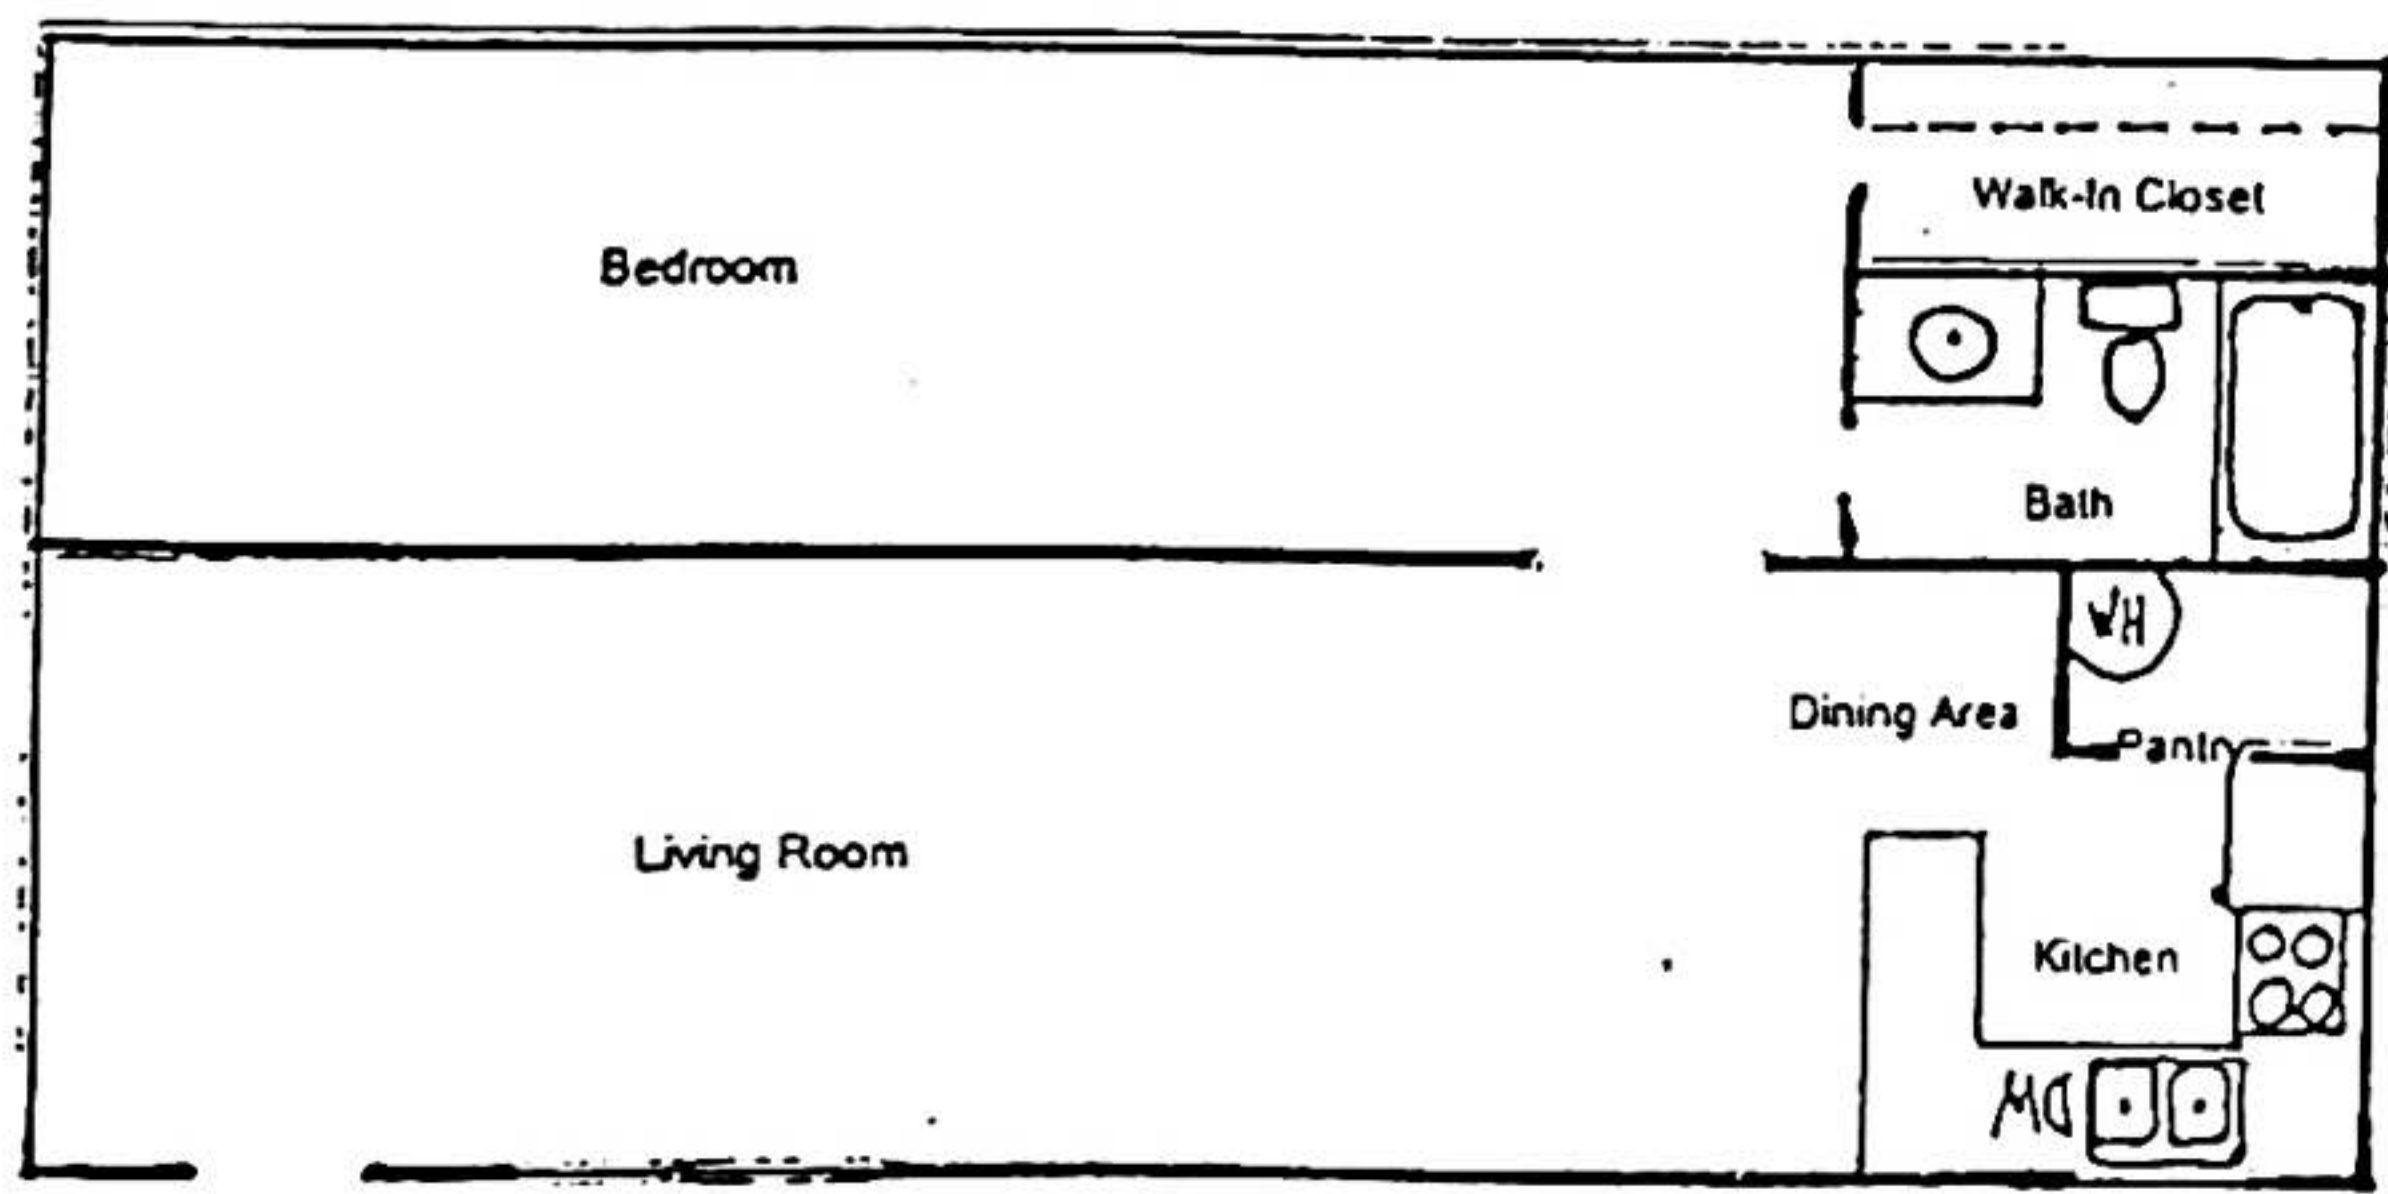 Walk-In Closet
Bedroom
Bath
WH
Dining Area
Pantry
Living Room
Kitchen
DW